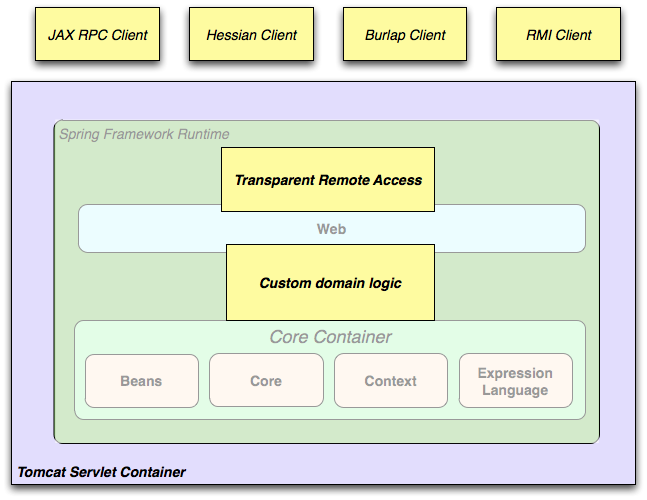 JAX RPC Client
Hessian Client
Burlap Client
RMI Client
Spring Framework Runtime
Transparent Remote Access
Web
Custom domain logic
Core Container
Beans
Core
Context
Expression
Language
Tomcat Servlet Container